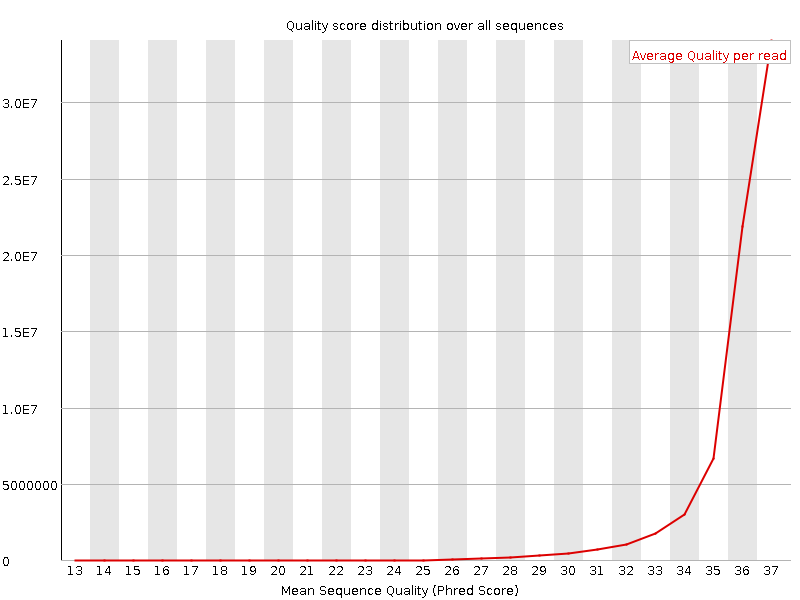 Quality score distribution over all sequences
Average Quality per read
3.0E7
2.5E7
2.0E7
1.5E7
1.0E7
5000000
0
13 14 15 16 17 18 19 20 21 22 23 24 25 26 27 28 29 30 31 32 33 34 35 36 37
Mean Sequence Quality (Phred Score)